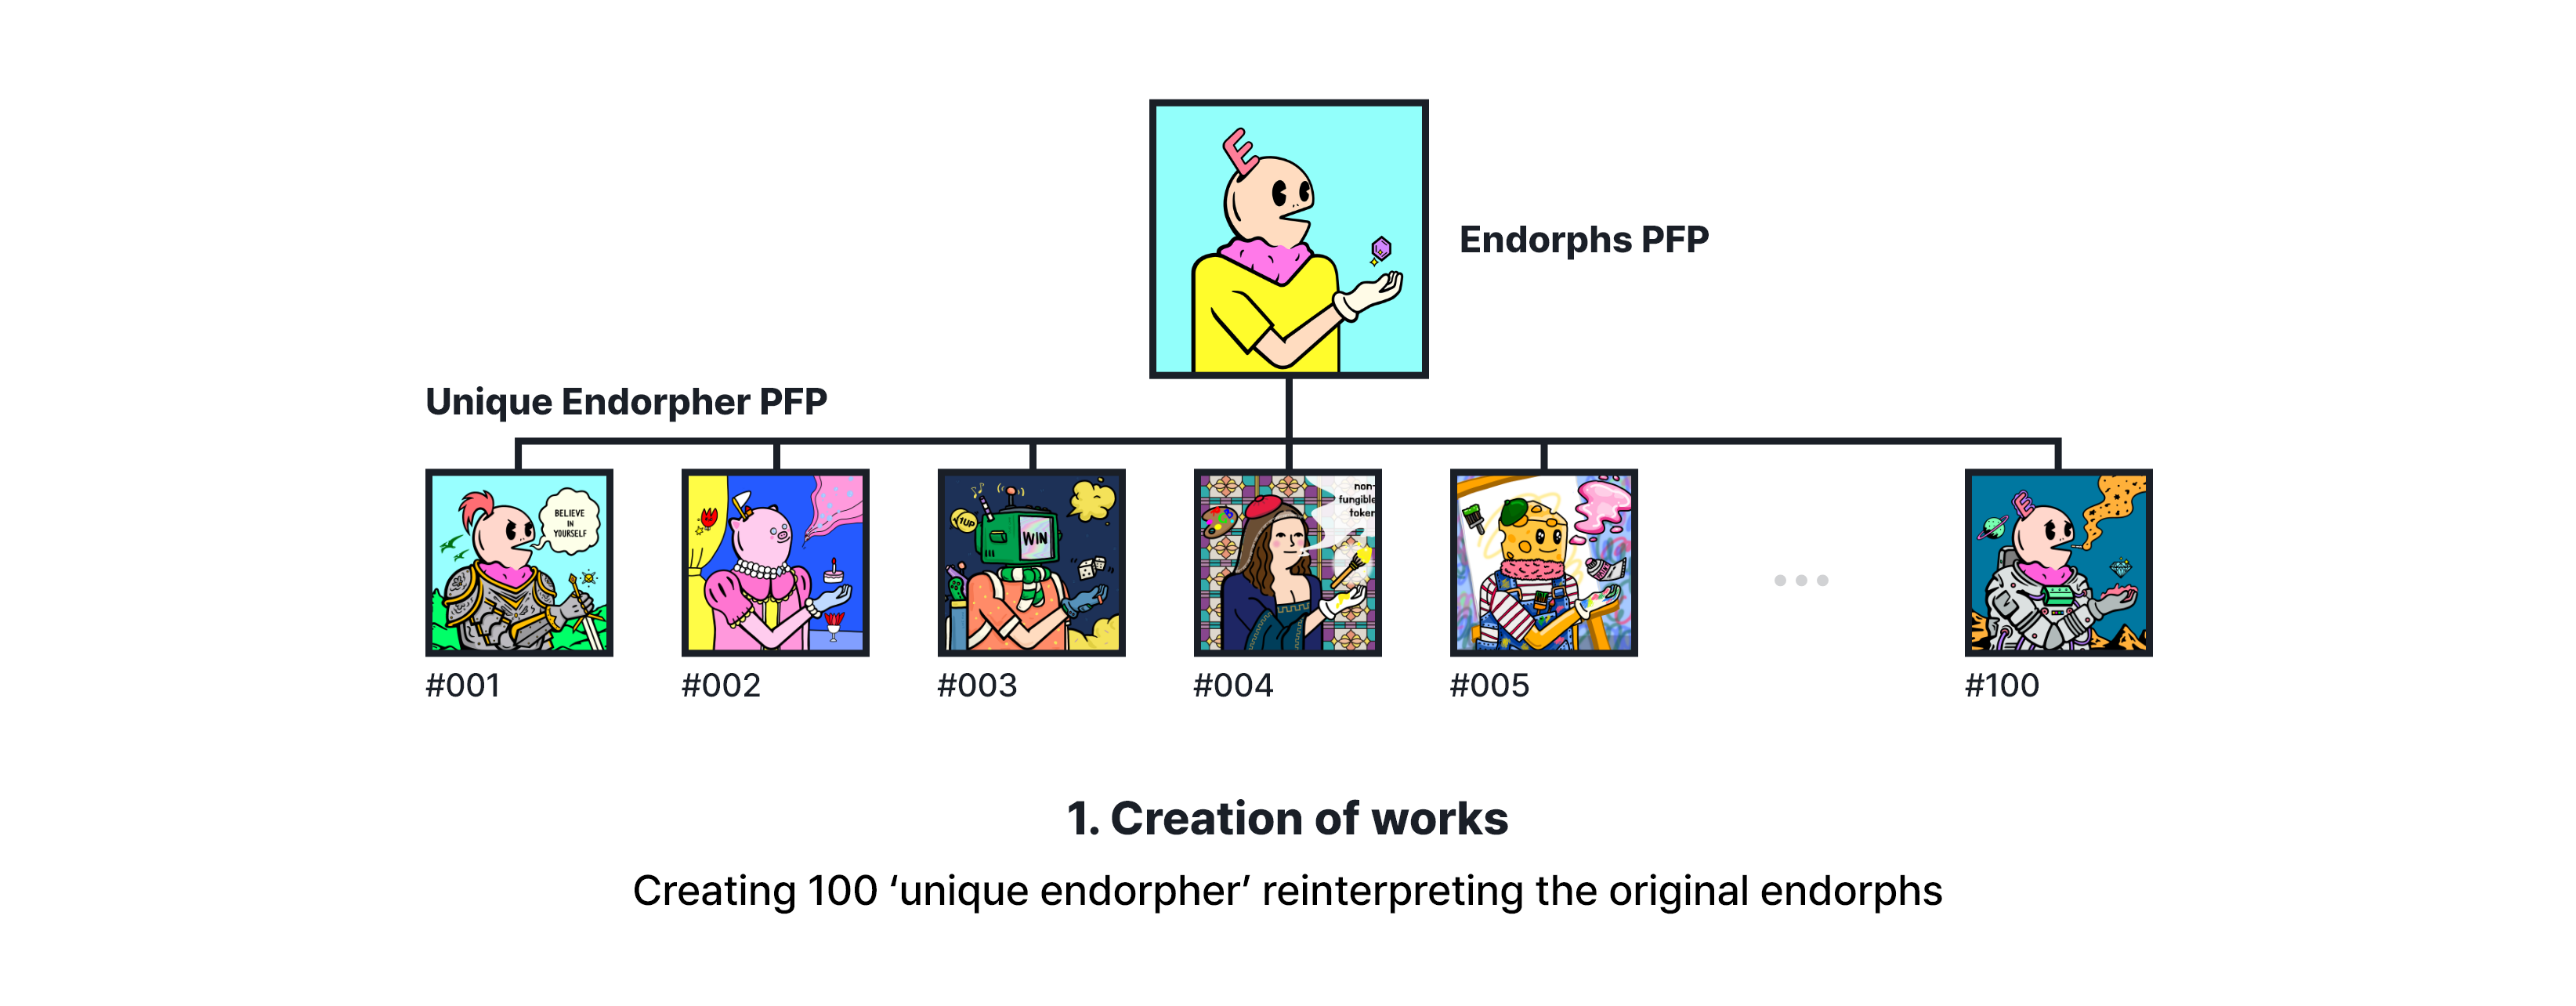 E
Endorphs PFP
Unique Endorpher PFP
BELIEVE
IN
YOURSELF
1UP
WIN
non-
fungible
token
E
#001
#002
#003
#004
#005
#100
1. Creation of works
Creating 100 ‘unique endorpher’ reinterpreting the original endorphs